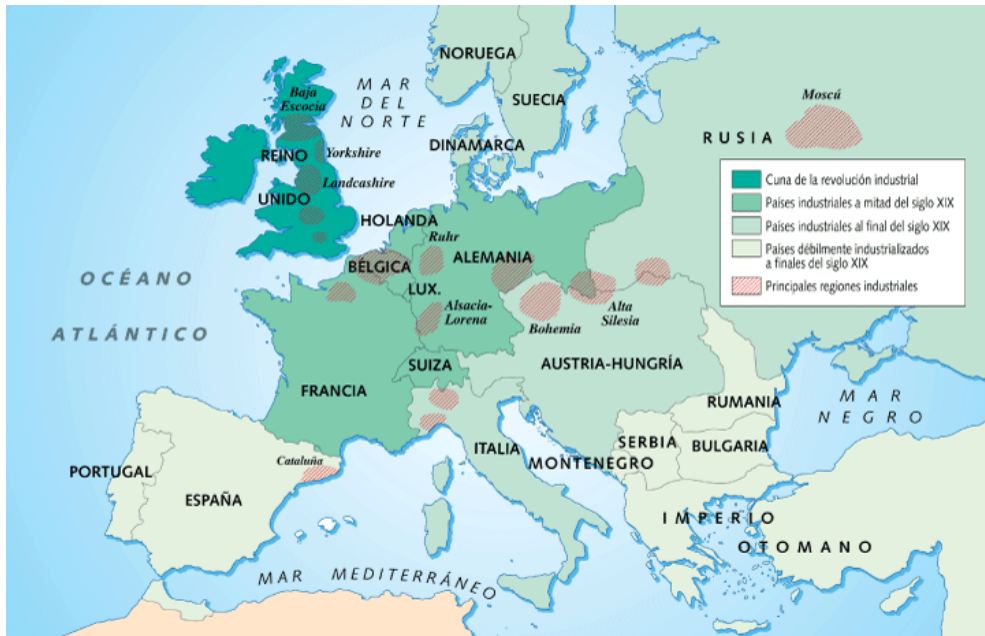 NORUEGA
SUECIA
MAR
DEL
NORTE
DINAMARCA
Baja
Escocia
REINO
UNIDO
Yorkshire
Landcashire
HOLANDA
Ruhr
ALEMANIA
BÉLGICA
LUX.
Alsacia-
Lorena
Bohemia
Alta
Silesia
Moscú
RUSIA
Cuna de la revolución industrial
Países industriales a mitad del siglo XIX
Países industriales al final del siglo XIX
Países débilmente industrializados
a finales del siglo XIX
Principales regiones industriales
OCÉANO
ATLÁNTICO
FRANCIA
SUIZA
AUSTRIA-HUNGRÍA
RUMANIA
MAR
NEGRO
SERBIA
BULGARIA
MONTENEGRO
ITALIA
Cataluña
PORTUGAL
ESPAÑA
IMPERIO
OTOMANO
MAR MEDITERRÁNEO